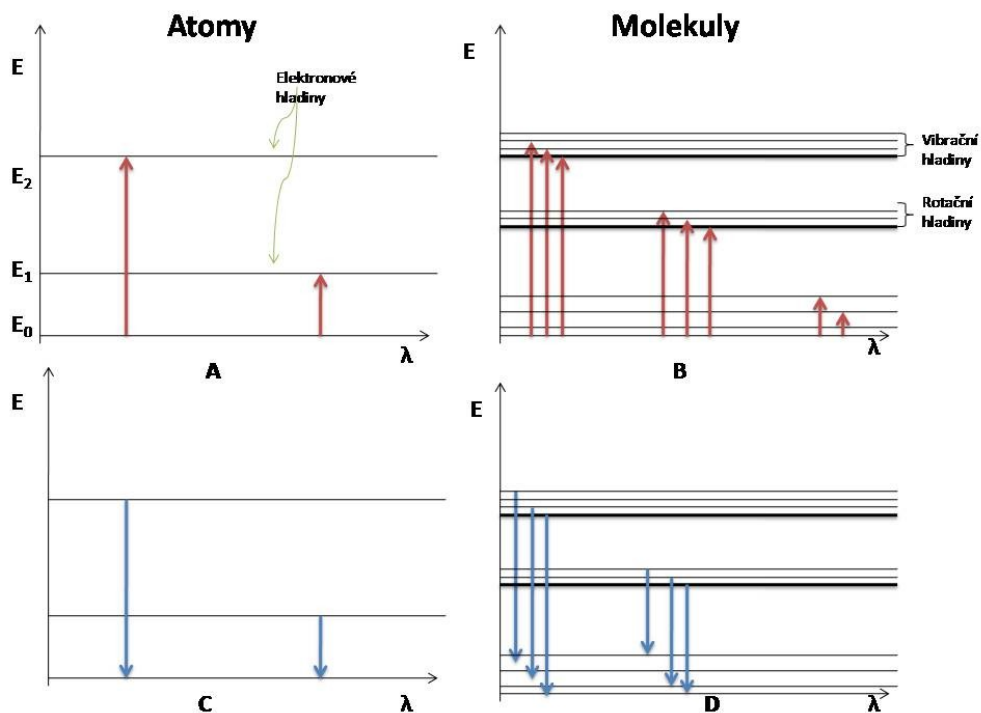 Atomy
E
Elektronové
hladiny
E2
E1
E0
λ
A
Molekuly
E
Vibrační
hladiny
Rotační
hladiny
λ
B
E
λ
C
E
λ
D